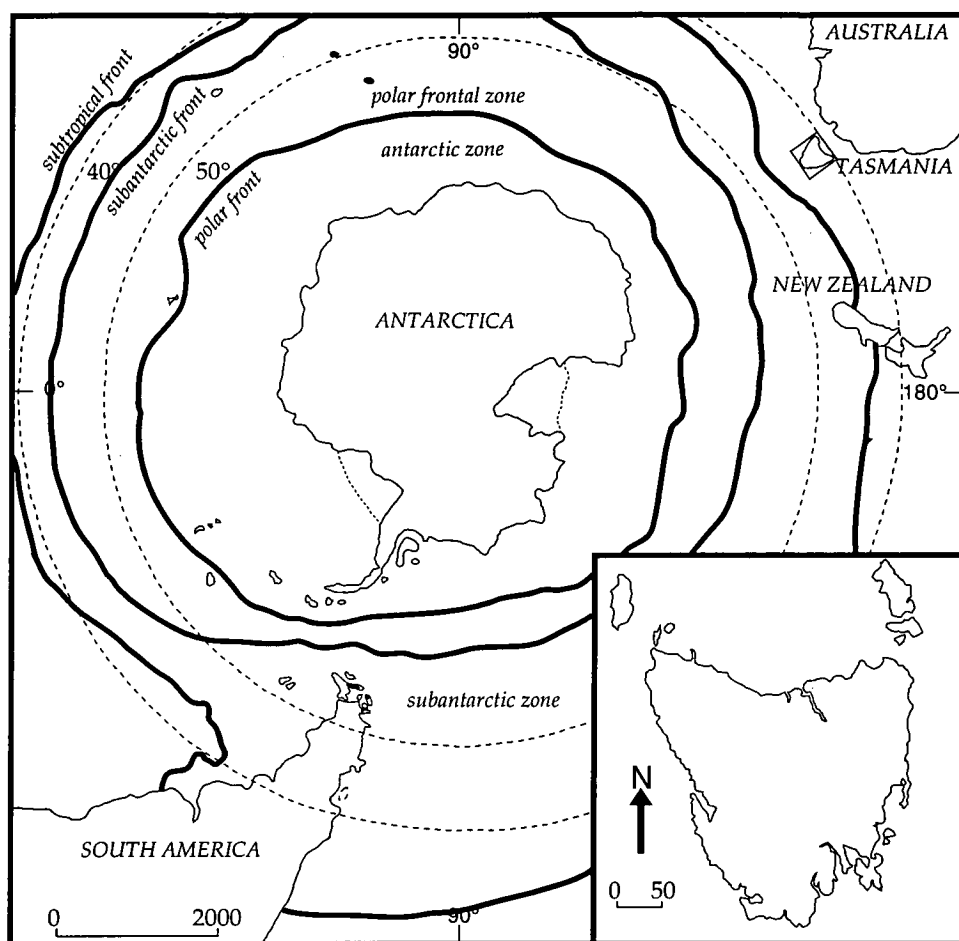 AUSTRALIA
90°
subtropical front
subantarctic front
polar frontal zone
antarctic zone
40°
50°
polar front
TASMANIA
NEW ZEALAND
ANTARCTICA
0°
180°
subantarctic zone
N
SOUTH AMERICA
0 50
0 2000
90°